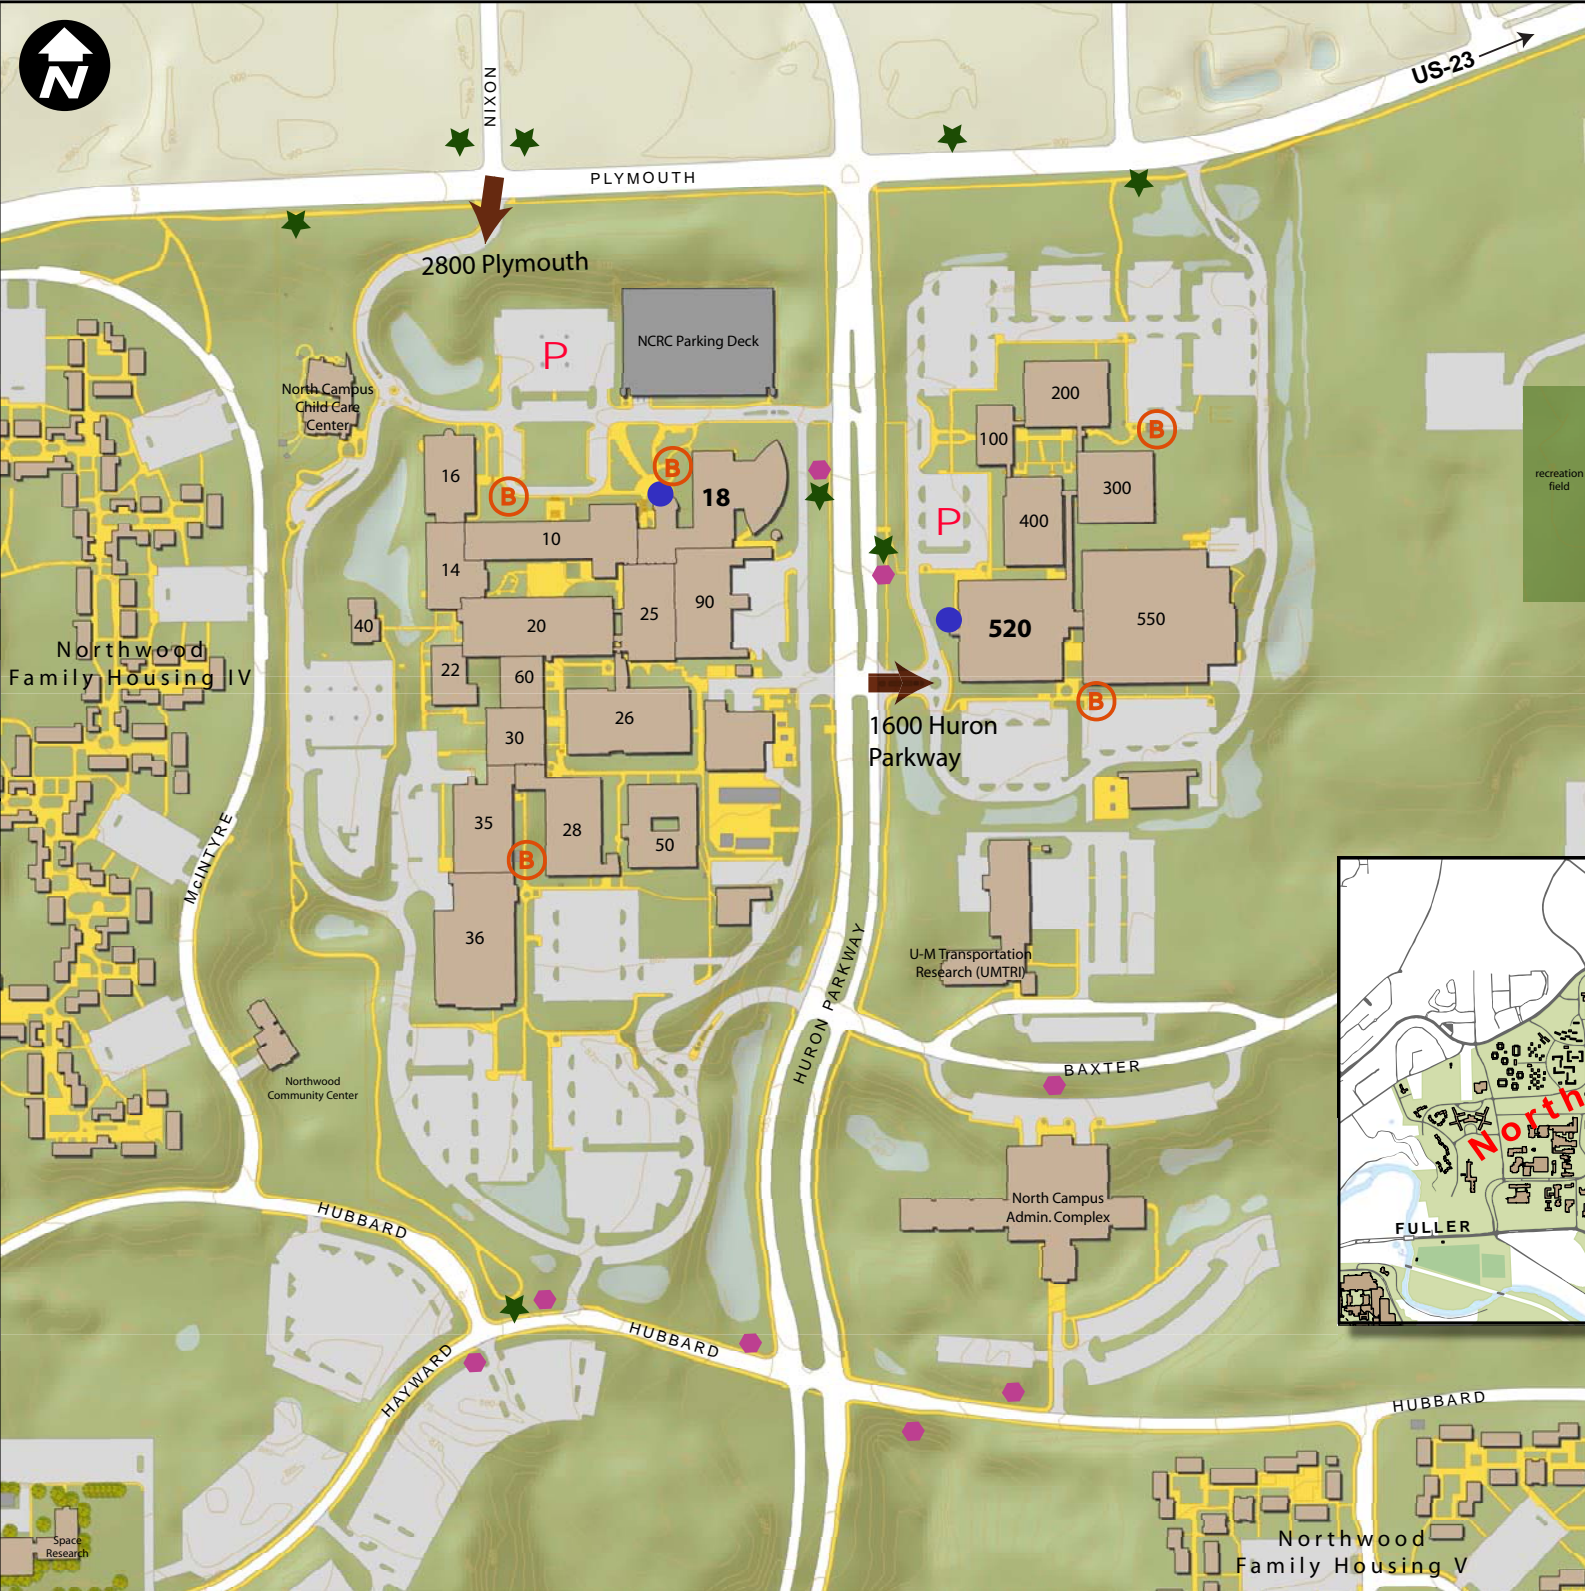 N
NIXON
US-23
PLYMOUTH
2800 Plymouth
NCRC Parking Deck
P
North Campus
Child Care
Center
200
100
B
16
B
B
18
300
400
P
recreation
field
10
14
25
90
40
20
520
550
22
60
B
26
30
Northwood
Family Housing IV
1600 Huron
Parkway
35
28
50
B
McINTYRE
36
HURON PARKWAY
U-M Transportation
Research (UMTRI)
BAXTER
Northwood
Community Center
North
North Campus
Admin. Complex
FULLER
HUBBARD
HUBBARD
HAYWARD
HUBBARD
Space
Research
Northwood
Family Housing V